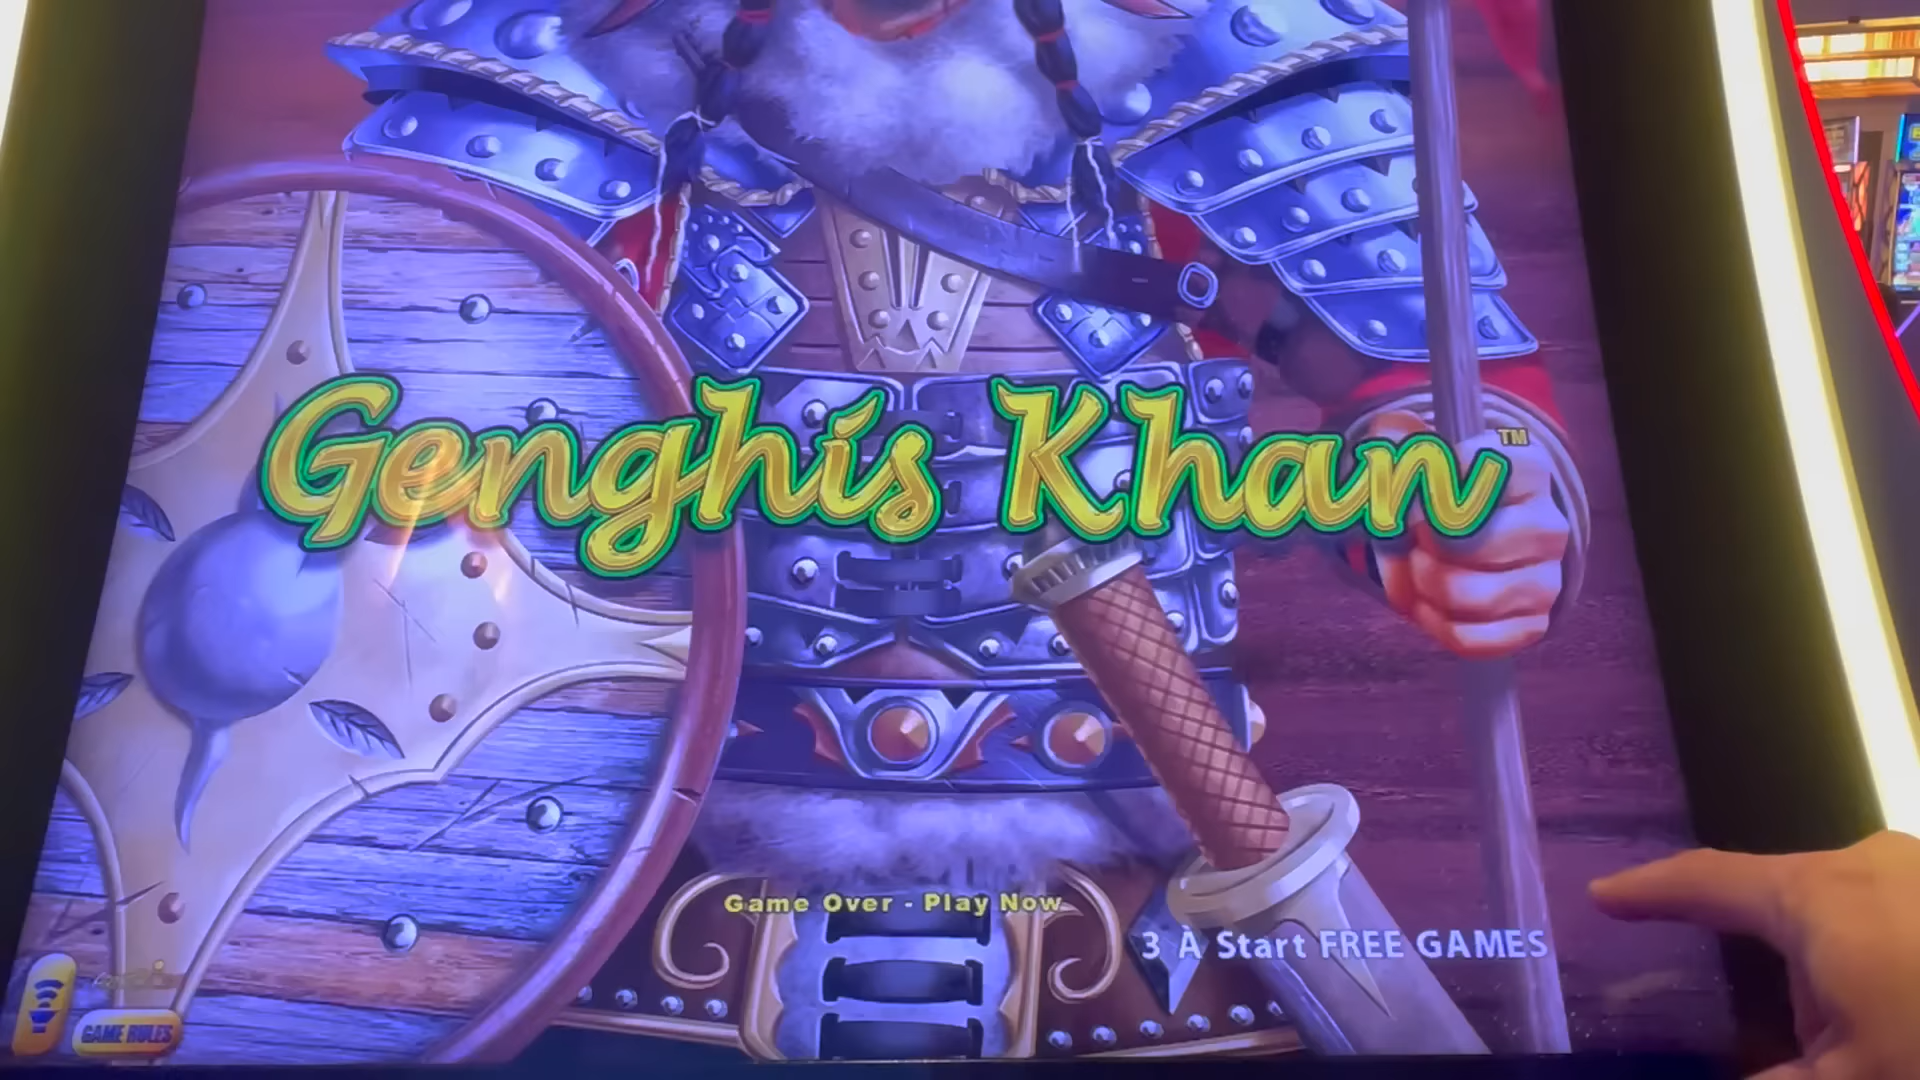 Genghis Khan™
Game Over - Play Now
3 À Start FREE GAMES
GAME RULES